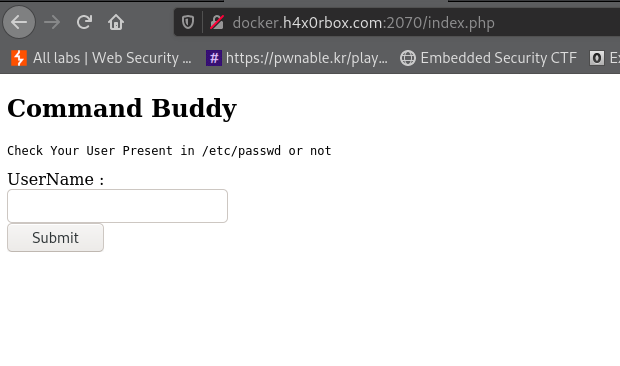 docker.h4x0rbox.com:2070/index.php
All labs | Web Security ... # https://pwnable.kr/play... Embedded Security CTF
Command Buddy
Check Your User Present in /etc/passwd or not
UserName :
Submit